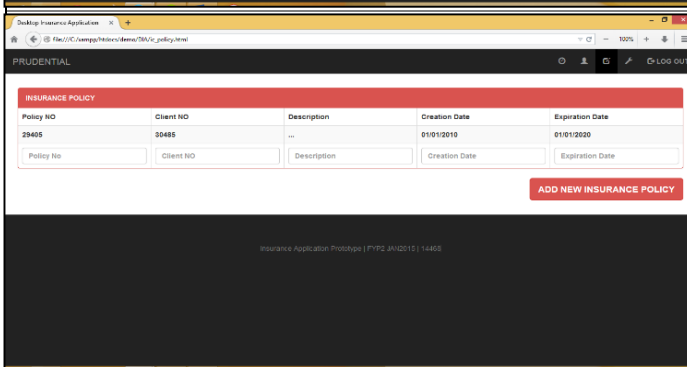 Desktop Insurance Application × +
file:///C:/xampp/htdocs/demo/DIA/ic_policy.html 100%
PRUDENTIAL LOG OUT
INSURANCE POLICY
Policy NO Client NO Description Creation Date Expiration Date
29405 30485 ... 01/01/2010 01/01/2020
Policy No Client NO Description Creation Date Expiration Date
ADD NEW INSURANCE POLICY
Insurance Application Prototype | FYP2 JAN2015 | 14468